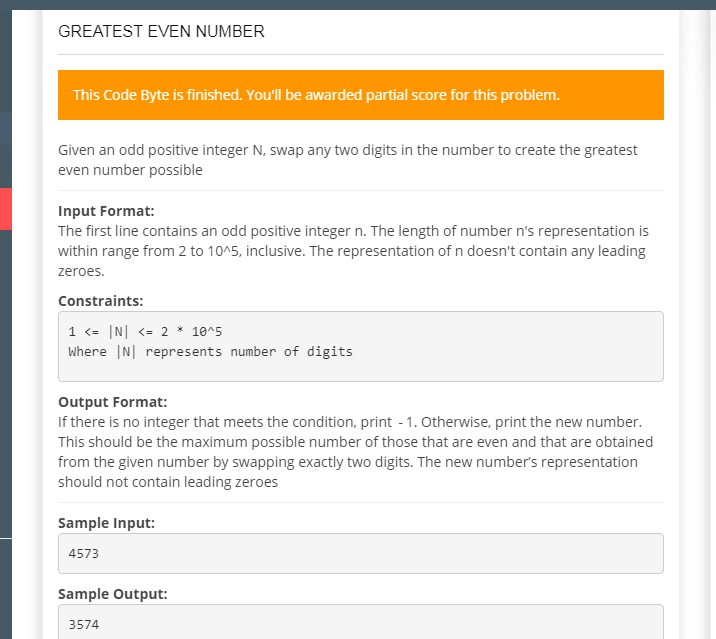 GREATEST EVEN NUMBER
This Code Byte is finished. You'll be awarded partial score for this problem.
Given an odd positive integer N, swap any two digits in the number to create the greatest
even number possible
Input Format:
The first line contains an odd positive integer n. The length of number n's representation is
within range from 2 to 10^5, inclusive. The representation of n doesn't contain any leading
zeroes.
Constraints:
1 <= |N| <= 2 * 10^5
Where |N| represents number of digits
Output Format:
If there is no integer that meets the condition, print  - 1. Otherwise, print the new number.
This should be the maximum possible number of those that are even and that are obtained
from the given number by swapping exactly two digits. The new number’s representation
should not contain leading zeroes
Sample Input:
4573
Sample Output:
3574